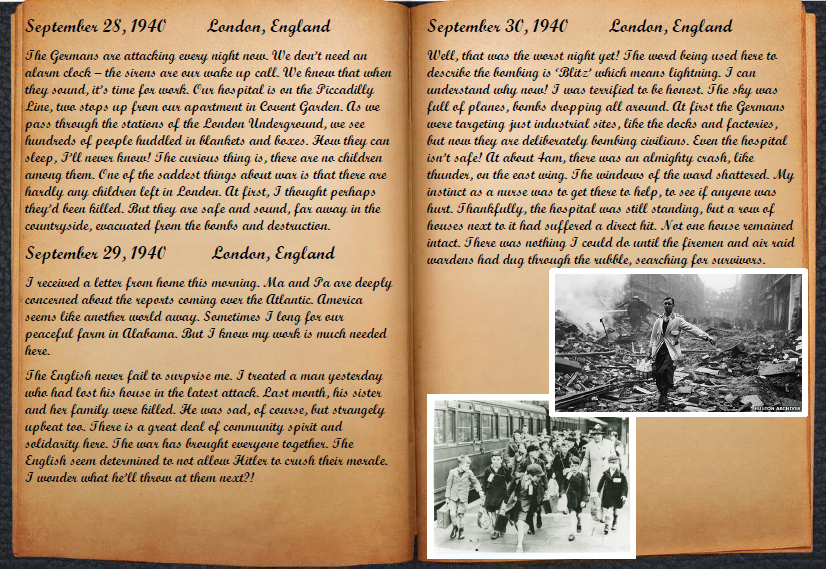 September 28, 1940 London, England
The Germans are attacking every night now. We don't need an
alarm clock – the sirens are our wake up call. We know that when
they sound, it's time for work. Our hospital is on the Piccadilly
Line, two stops up from our apartment in Covent Garden. As we
pass through the stations of the London Underground, we see
hundreds of people huddled in blankets and boxes. How they can
sleep, I'll never know! The curious thing is, there are no children
among them. One of the saddest things about war is that there are
hardly any children left in London. At first, I thought perhaps
they'd been killed. But they are safe and sound, far away in the
countryside, evacuated from the bombs and destruction.
September 29, 1940 London, England
I received a letter from home this morning. Ma and Pa are deeply
concerned about the reports coming over the Atlantic. America
seems like another world away. Sometimes I long for our
peaceful farm in Alabama. But I know my work is much needed
here.
The English never fail to surprise me. I treated a man yesterday
who had lost his house in the latest attack. Last month, his sister
and her family were killed. He was sad, of course, but strangely
upbeat too. There is a great deal of community spirit and
solidarity here. The war has brought everyone together. The
English seem determined to not allow Hitler to crush their morale.
I wonder what he'll throw at them next?!
September 30, 1940 London, England
Well, that was the worst night yet! The word being used here to
describe the bombing is 'Blitz' which means lightning. I can
understand why now! I was terrified to be honest. The sky was
full of planes, bombs dropping all around. At first the Germans
were targeting just industrial sites, like the docks and factories,
but now they are deliberately bombing civilians. Even the hospital
isn't safe! At about 4am, there was an almighty crash, like
thunder, on the east wing. The windows of the ward shattered. My
instinct as a nurse was to get there to help, to see if anyone was
hurt. Thankfully, the hospital was still standing, but a row of
houses next to it had suffered a direct hit. Not one house remained
intact. There was nothing I could do until the firemen and air raid
wardens had dug through the rubble, searching for survivors.
HULTON ARCHIVES